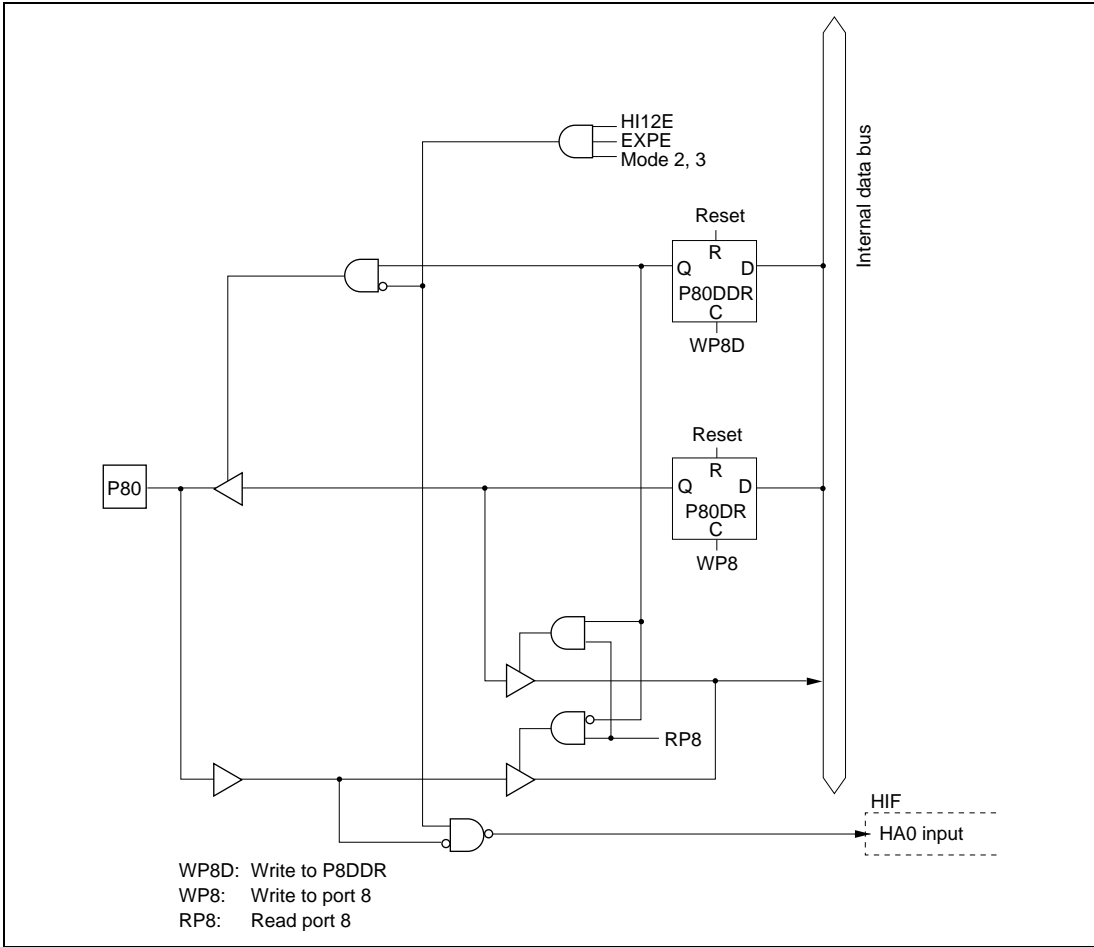 HI12E
EXPE
Mode 2, 3
Internal data bus
Reset
R
Q D
P80DDR
C
WP8D
Reset
R
P80
Q D
P80DR
C
WP8
RP8
HIF
HA0 input
WP8D: Write to P8DDR
WP8: Write to port 8
RP8: Read port 8